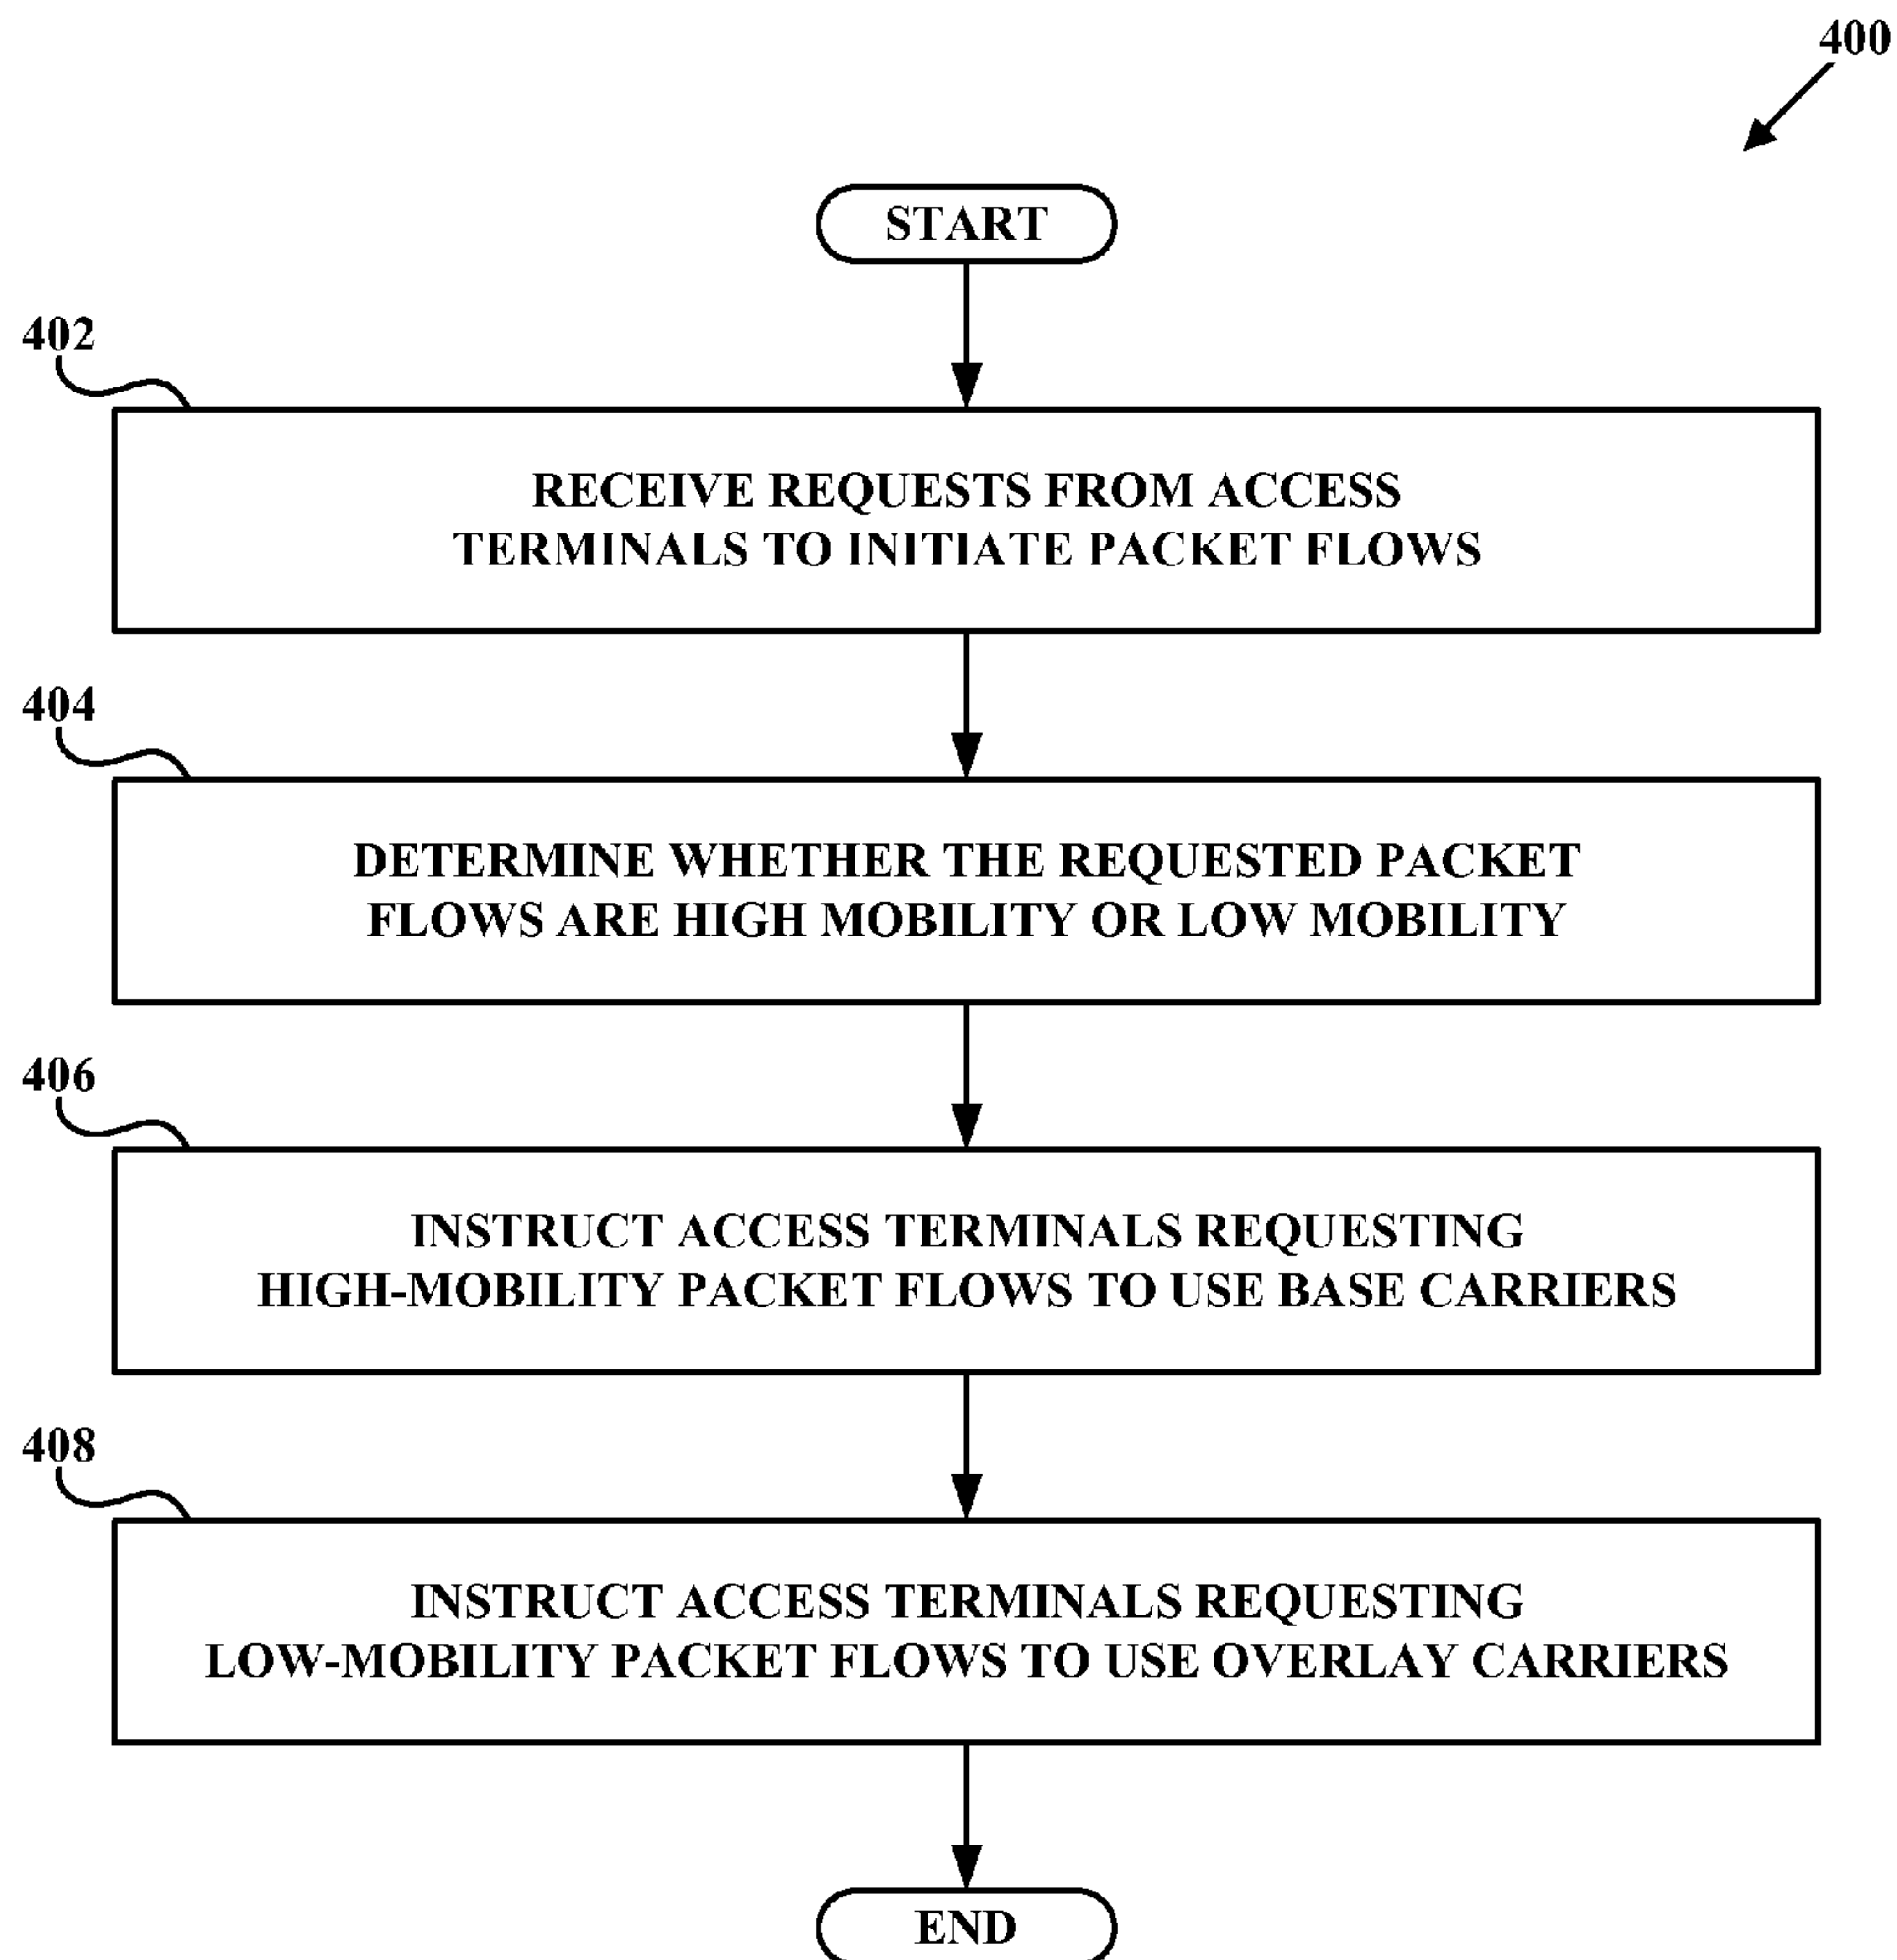 400
START
402
RECEIVE REQUESTS FROM ACCESS
TERMINALS TO INITIATE PACKET FLOWS
404
DETERMINE WHETHER THE REQUESTED PACKET
FLOWS ARE HIGH MOBILITY OR LOW MOBILITY
406
INSTRUCT ACCESS TERMINALS REQUESTING
HIGH-MOBILITY PACKET FLOWS TO USE BASE CARRIERS
408
INSTRUCT ACCESS TERMINALS REQUESTING
LOW-MOBILITY PACKET FLOWS TO USE OVERLAY CARRIERS
END